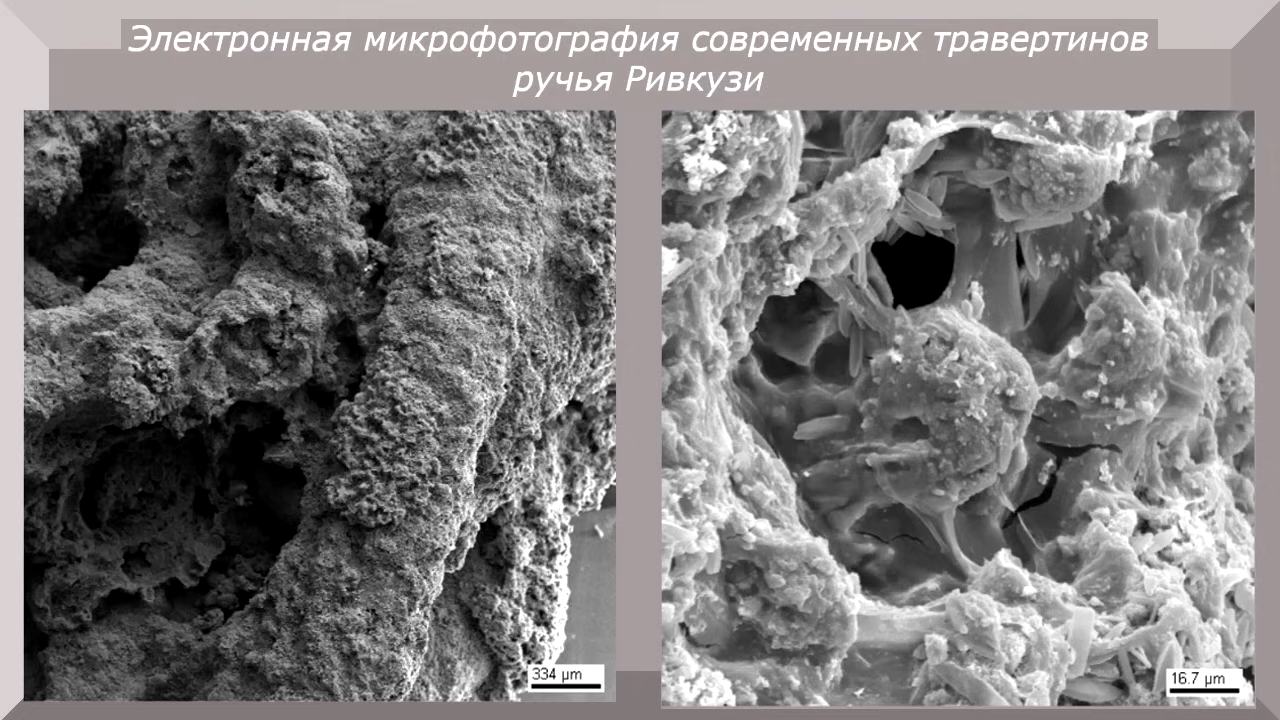 Электронная микрофотография современных травертинов
ручья Ривкузи
334 µm
16.7 µm